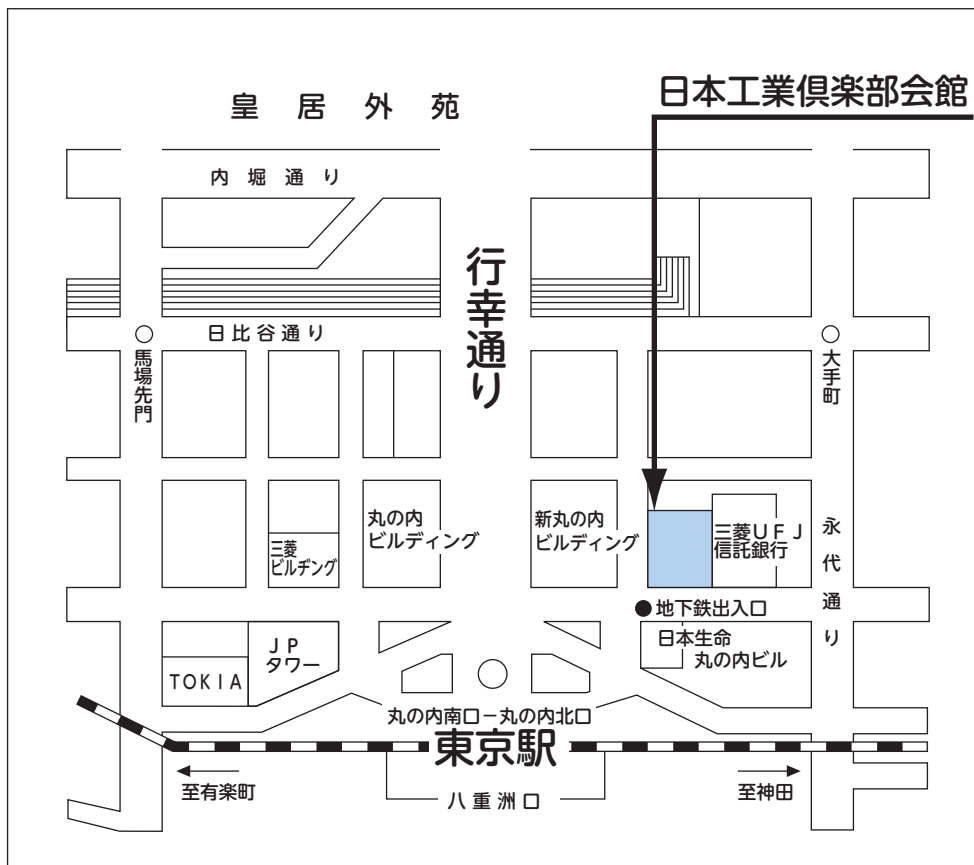 日本工業倶楽部会館
皇居外苑
内堀通り
行幸通り
日比谷通り
馬場先門
大手町
丸の内
ビルディング
新丸の内
ビルディング
三菱UFJ
信託銀行
三菱
ビルヂング
永代通り
地下鉄出入口
日本生命
丸の内ビル
JP
タワー
TOKIA
丸の内南口−丸の内北口
東京駅
至有楽町
八重洲口
至神田